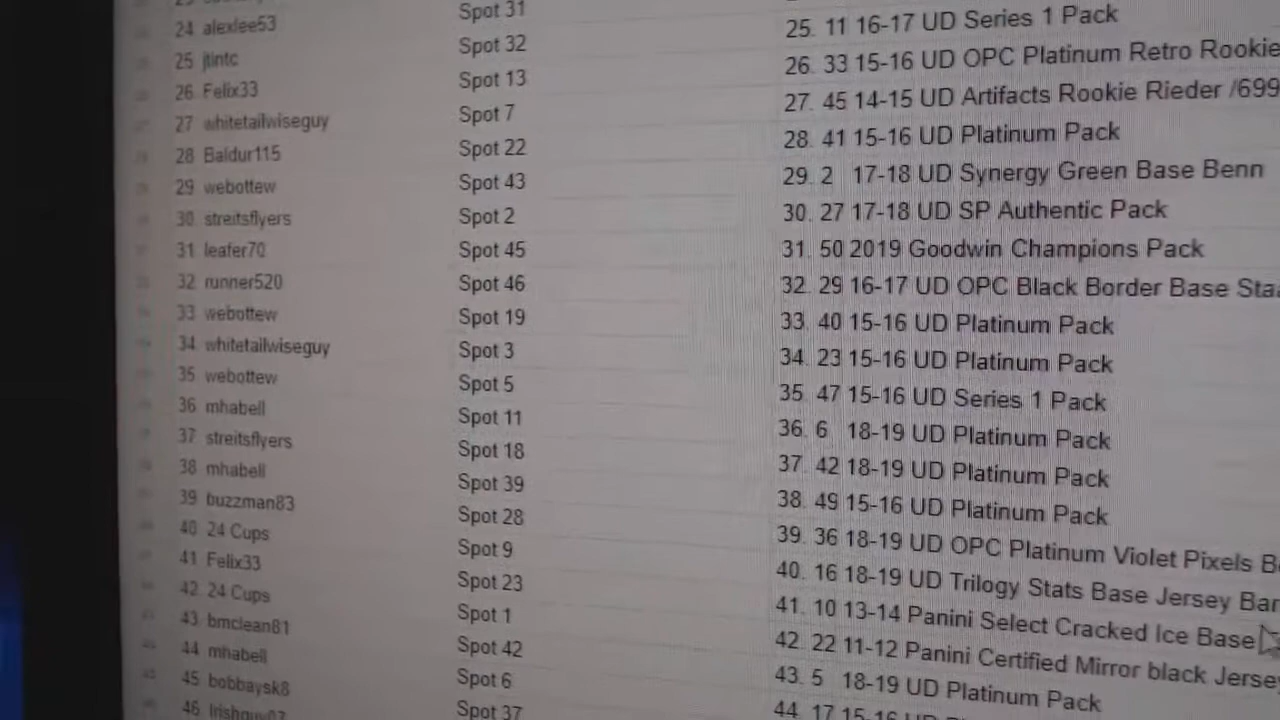 24 alexlee53
25 jtintc
26 Felix33
27 whitetailwiseguy
28 Baldur115
29 webottew
30 streitsflyers
31 leafer70
32 runner520
33 webottew
34 whitetailwiseguy
35 webottew
36 mhabell
37 streitsflyers
38 mhabell
39 buzzman83
40 24 Cups
41 Felix33
42 24 Cups
43 bmclean81
44 mhabell
45 bobbaysk8
46
Spot 31
Spot 32
Spot 13
Spot 7
Spot 22
Spot 43
Spot 2
Spot 45
Spot 46
Spot 19
Spot 3
Spot 5
Spot 11
Spot 18
Spot 39
Spot 28
Spot 9
Spot 23
Spot 1
Spot 42
Spot 6
Spot 37
25. 11 16-17 UD Series 1 Pack
26. 33 15-16 UD OPC Platinum Retro Rookie
27. 45 14-15 UD Artifacts Rookie Rieder /699
28. 41 15-16 UD Platinum Pack
29. 2 17-18 UD Synergy Green Base Benn
30. 27 17-18 UD SP Authentic Pack
31. 50 2019 Goodwin Champions Pack
32. 29 16-17 UD OPC Black Border Base
33. 40 15-16 UD Platinum Pack
34. 23 15-16 UD Platinum Pack
35. 47 15-16 UD Series 1 Pack
36. 6 18-19 UD Platinum Pack
37. 42 18-19 UD Platinum Pack
38. 49 15-16 UD Platinum Pack
39. 36 18-19 UD OPC Platinum Violet Pixels
40. 16 18-19 UD Trilogy Stats Base Jersey
41. 10 13-14 Panini Select Cracked Ice Base
42. 22 11-12 Panini Certified Mirror black
43. 5 18-19 UD Platinum Pack
44. 17 15-16 UD